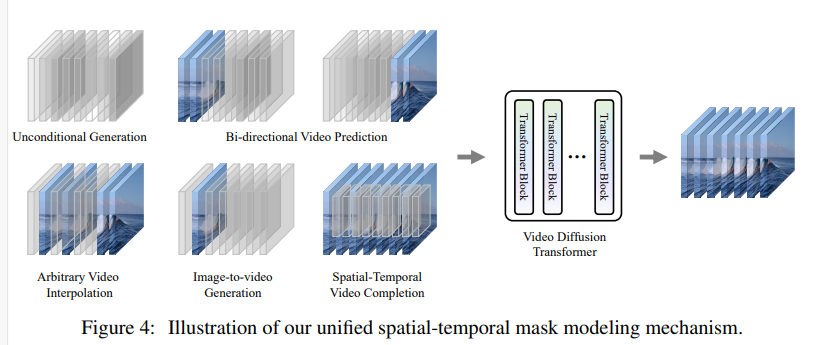 Unconditional Generation
Bi-directional Video Prediction
Arbitrary Video
Interpolation
Image-to-video
Generation
Spatial-Temporal
Video Completion
Transformer Block
Transformer Block
...
Transformer Block
Video Diffusion
Transformer
Figure 4: Illustration of our unified spatial-temporal mask modeling mechanism.